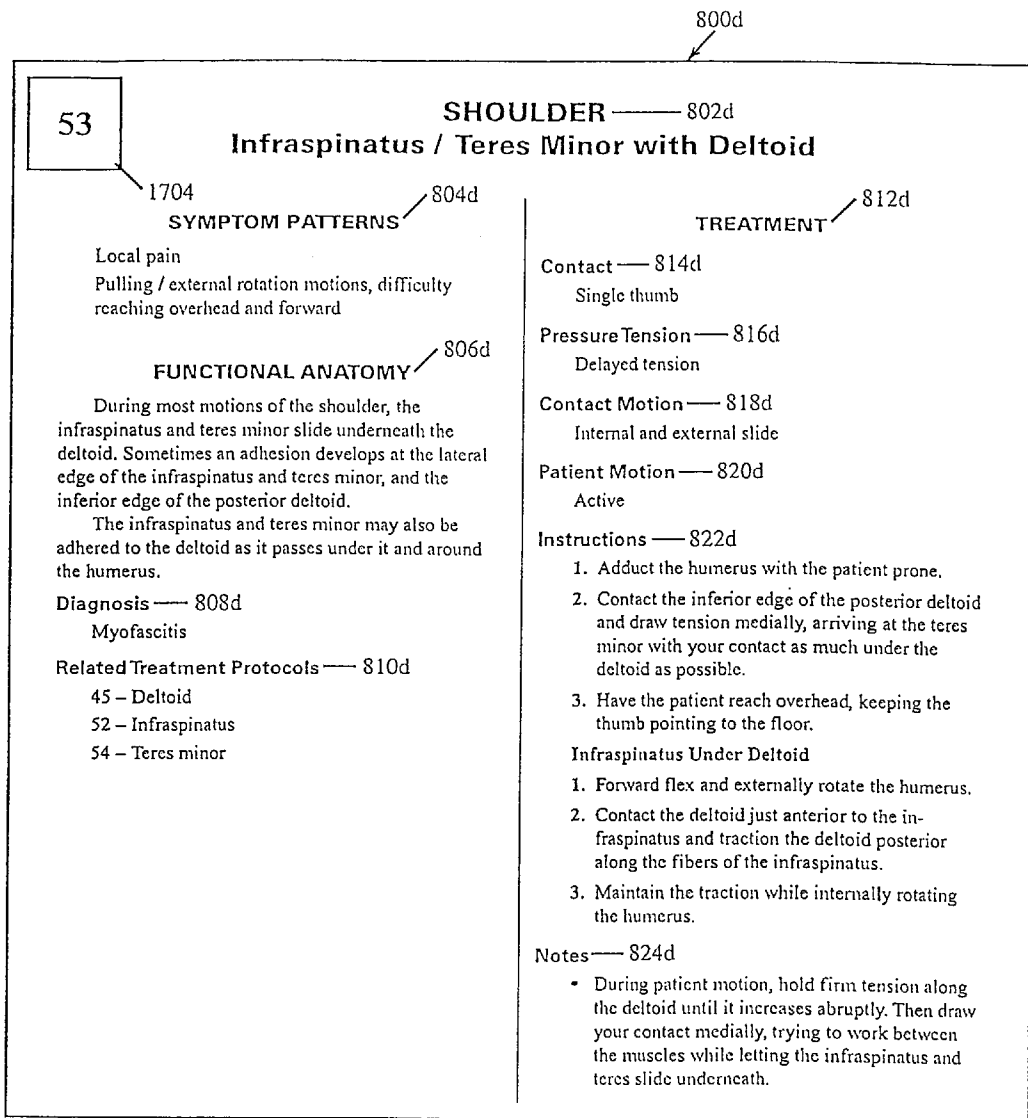 800d
53
SHOULDER — 802d
Infraspinatus / Teres Minor with Deltoid
1704
804d
SYMPTOM PATTERNS
Local pain
Pulling / external rotation motions, difficulty
reaching overhead and forward
806d
FUNCTIONAL ANATOMY
During most motions of the shoulder, the
infraspinatus and teres minor slide underneath the
deltoid. Sometimes an adhesion develops at the lateral
edge of the infraspinatus and teres minor, and the
inferior edge of the posterior deltoid.
The infraspinatus and teres minor may also be
adhered to the deltoid as it passes under it and around
the humerus.
Diagnosis — 808d
Myofascitis
Related Treatment Protocols — 810d
45 – Deltoid
52 – Infraspinatus
54 – Teres minor
812d
TREATMENT
Contact — 814d
Single thumb
Pressure Tension — 816d
Delayed tension
Contact Motion — 818d
Internal and external slide
Patient Motion — 820d
Active
Instructions — 822d
1. Adduct the humerus with the patient prone.
2. Contact the inferior edge of the posterior deltoid
and draw tension medially, arriving at the teres
minor with your contact as much under the
deltoid as possible.
3. Have the patient reach overhead, keeping the
thumb pointing to the floor.
Infraspinatus Under Deltoid
1. Forward flex and externally rotate the humerus.
2. Contact the deltoid just anterior to the in-
fraspinatus and traction the deltoid posterior
along the fibers of the infraspinatus.
3. Maintain the traction while internally rotating
the humerus.
Notes — 824d
• During patient motion, hold firm tension along
the deltoid until it increases abruptly. Then draw
your contact medially, trying to work between
the muscles while letting the infraspinatus and
teres slide underneath.